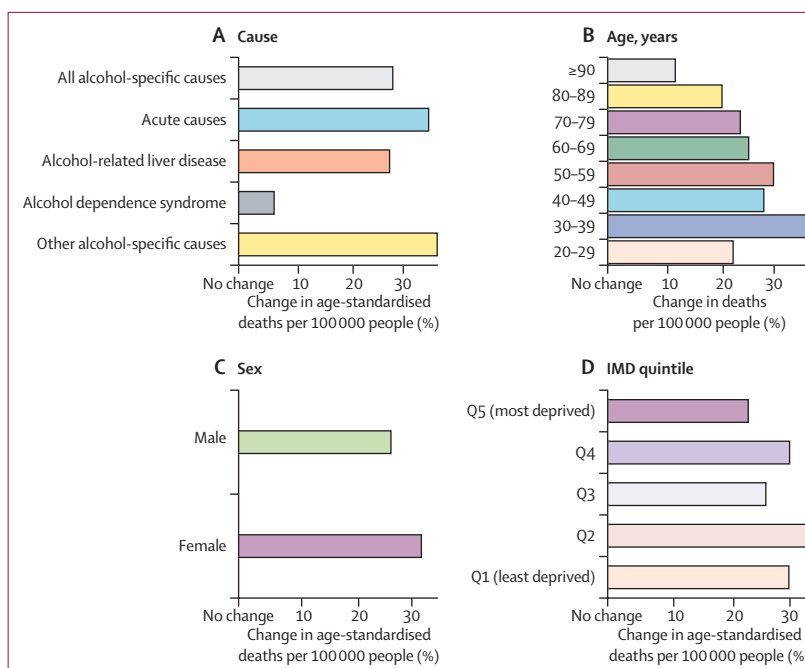 A Cause
All alcohol-specific causes
Acute causes
Alcohol-related liver disease
Alcohol dependence syndrome
Other alcohol-specific causes
No change 10 20 30
Change in age-standardised
deaths per 100 000 people (%)
B Age, years
≥90
80–89
70–79
60–69
50–59
40–49
30–39
20–29
No change 10 20 30
Change in deaths
per 100 000 people (%)
C Sex
Male
Female
No change 10 20 30
Change in age-standardised
deaths per 100 000 people (%)
D IMD quintile
Q5 (most deprived)
Q4
Q3
Q2
Q1 (least deprived)
No change 10 20 30
Change in age-standardised
deaths per 100 000 people (%